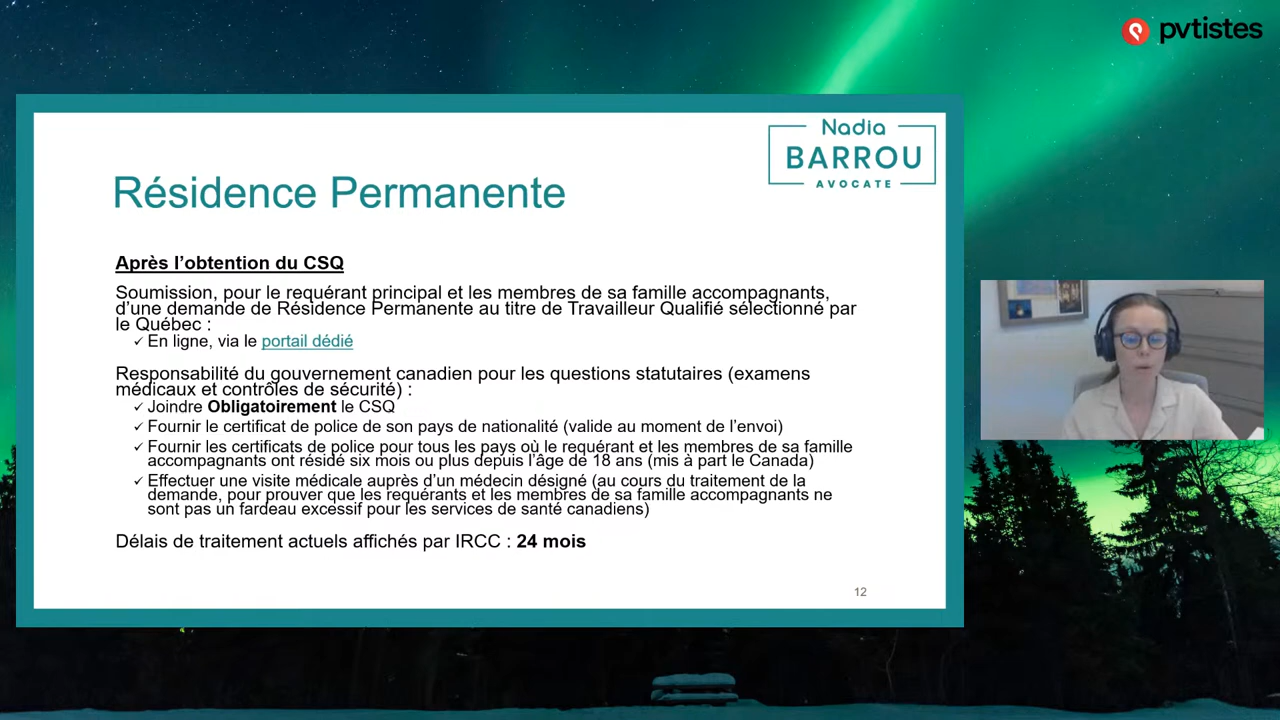 pvtistes
Nadia
BARROU
AVOCATE
Résidence Permanente
Après l’obtention du CSQ
Soumission, pour le requérant principal et les membres de sa famille accompagnants,
d’une demande de Résidence Permanente au titre de Travailleur Qualifié sélectionné par
le Québec :
✓ En ligne, via le portail dédié
Responsabilité du gouvernement canadien pour les questions statutaires (examens
médicaux et contrôles de sécurité) :
✓ Joindre Obligatoirement le CSQ
✓ Fournir le certificat de police de son pays de nationalité (valide au moment de l’envoi)
✓ Fournir les certificats de police pour tous les pays où le requérant et les membres de sa famille
accompagnants ont résidé six mois ou plus depuis l’âge de 18 ans (mis à part le Canada)
✓ Effectuer une visite médicale auprès d’un médecin désigné (au cours du traitement de la
demande, pour prouver que les requérants et les membres de sa famille accompagnants ne
sont pas un fardeau excessif pour les services de santé canadiens)
Délais de traitement actuels affichés par IRCC : 24 mois
12